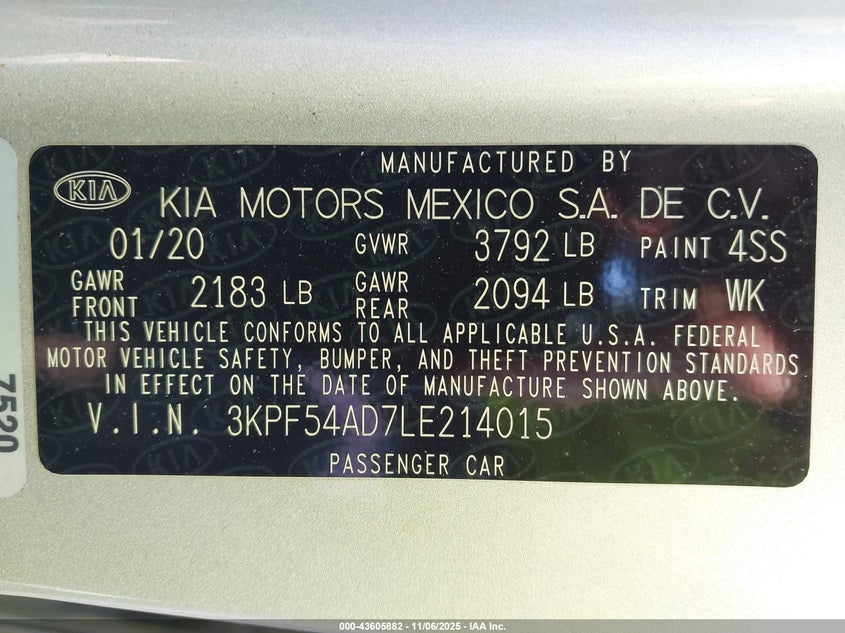 MANUFACTURED BY
KIA
KIA MOTORS MEXICO S.A. DE C.V.
01/20 GVWR 3792 LB PAINT 4SS
GAWR FRONT 2183 LB GAWR REAR 2094 LB TRIM WK
THIS VEHICLE CONFORMS TO ALL APPLICABLE U.S.A. FEDERAL
MOTOR VEHICLE SAFETY, BUMPER, AND THEFT PREVENTION STANDARDS
IN EFFECT ON THE DATE OF MANUFACTURE SHOWN ABOVE.
V.I.N. 3KPF54AD7LE214015
PASSENGER CAR
7520
000-43605882 - 11/06/2025 - IAA Inc.